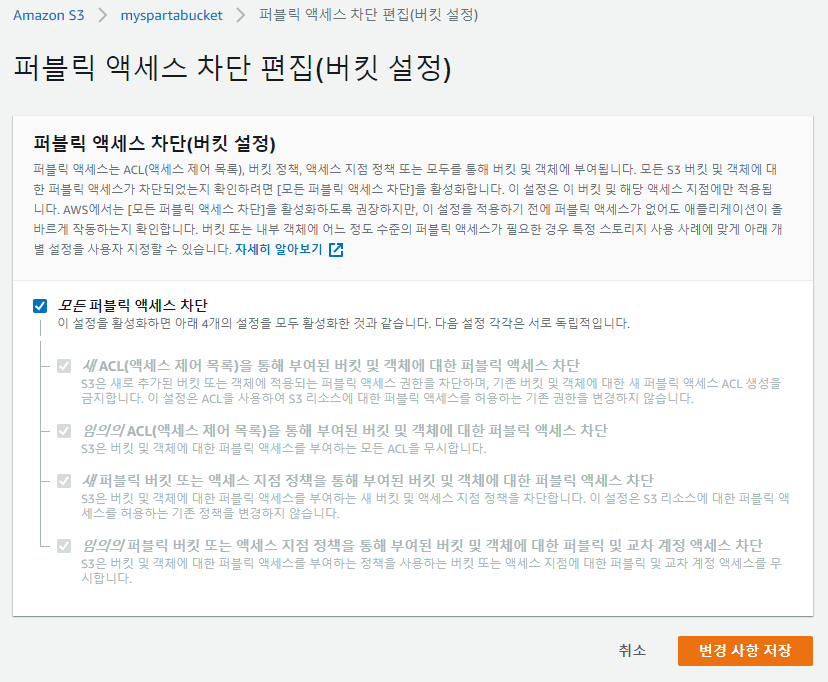 Amazon S3 > myspartabucket > 퍼블릭 액세스 차단 편집(버킷 설정)
퍼블릭 액세스 차단 편집(버킷 설정)
퍼블릭 액세스 차단(버킷 설정)
퍼블릭 액세스는 ACL(액세스 제어 목록), 버킷 정책, 액세스 지점 정책 또는 모두를 통해 버킷 및 객체에 부여됩니다. 모든 S3 버킷 및 객체에 대
한 퍼블릭 액세스가 차단되었는지 확인하려면 [모든 퍼블릭 액세스 차단]을 활성화합니다. 이 설정은 이 버킷 및 해당 액세스 지점에만 적용됩
니다. AWS에서는 [모든 퍼블릭 액세스 차단]을 활성화하도록 권장하지만, 이 설정을 적용하기 전에 퍼블릭 액세스가 없어도 애플리케이션이 올
바르게 작동하는지 확인합니다. 버킷 또는 내부 객체에 어느 정도 수준의 퍼블릭 액세스가 필요한 경우 특정 스토리지 사용 사례에 맞게 아래 개
별 설정을 사용자 지정할 수 있습니다. 자세히 알아보기
모든 퍼블릭 액세스 차단
이 설정을 활성화하면 아래 4개의 설정을 모두 활성화한 것과 같습니다. 다음 설정 각각은 서로 독립적입니다.
새 ACL(액세스 제어 목록)을 통해 부여된 버킷 및 객체에 대한 퍼블릭 액세스 차단
S3은 새로 추가된 버킷 또는 객체에 적용되는 퍼블릭 액세스 권한을 차단하며, 기존 버킷 및 객체에 대한 새 퍼블릭 액세스 ACL 생성을
금지합니다. 이 설정은 ACL을 사용하여 S3 리소스에 대한 퍼블릭 액세스를 허용하는 기존 권한을 변경하지 않습니다.
임의의 ACL(액세스 제어 목록)을 통해 부여된 버킷 및 객체에 대한 퍼블릭 액세스 차단
S3은 버킷 및 객체에 대한 퍼블릭 액세스를 부여하는 모든 ACL을 무시합니다.
새 퍼블릭 버킷 또는 액세스 지점 정책을 통해 부여된 버킷 및 객체에 대한 퍼블릭 액세스 차단
S3은 버킷 및 객체에 대한 퍼블릭 액세스를 부여하는 새 버킷 및 액세스 지점 정책을 차단합니다. 이 설정은 S3 리소스에 대한 퍼블릭 액
세스를 허용하는 기존 정책을 변경하지 않습니다.
임의의 퍼블릭 버킷 또는 액세스 지점 정책을 통해 부여된 버킷 및 객체에 대한 퍼블릭 및 교차 계정 액세스 차단
S3은 버킷 및 객체에 대한 퍼블릭 액세스를 부여하는 정책을 사용하는 버킷 또는 액세스 지점에 대한 퍼블릭 및 교차 계정 액세스를 무
시합니다.
취소
변경 사항 저장